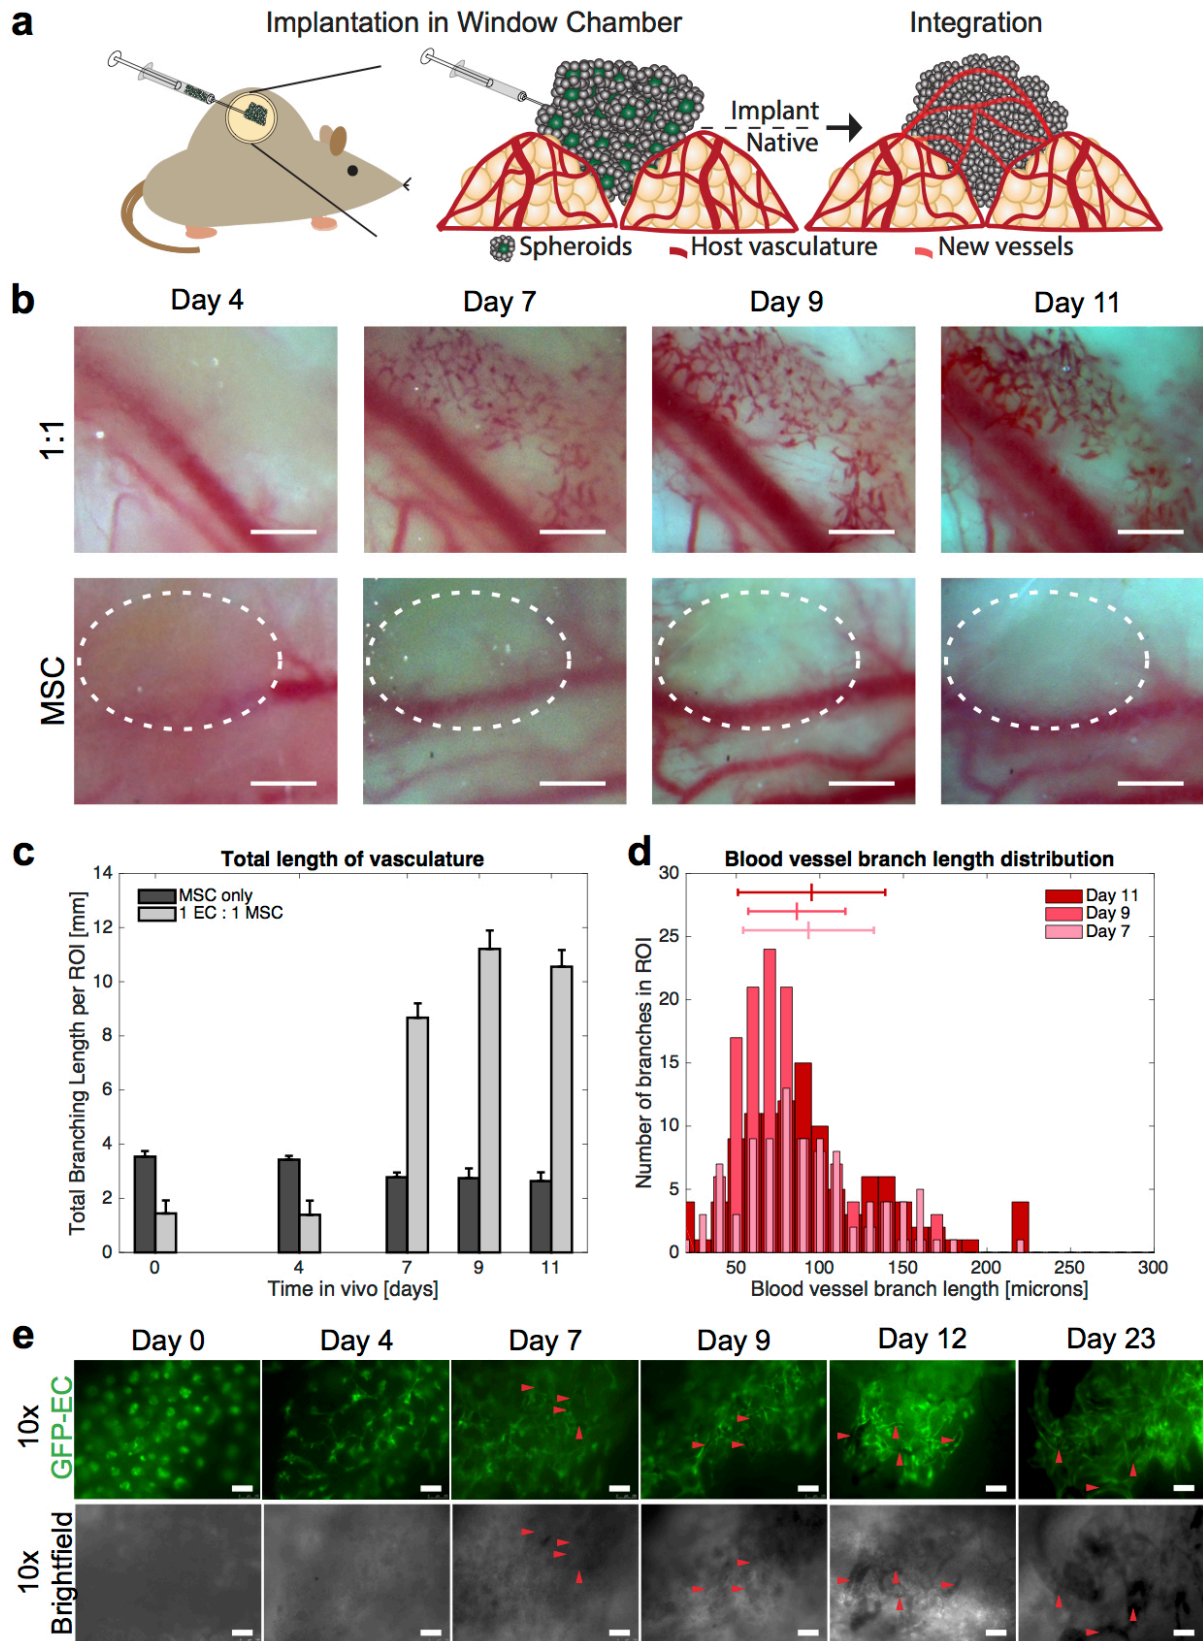 a
Implantation in Window Chamber
Integration
Implant
Native
Spheroids
Host vasculature
New vessels
b
Day 4
Day 7
Day 9
Day 11
1:1
MSC
c
Total length of vasculature
Total Branching Length per ROI [mm]
14
12
10
8
6
4
2
0
MSC only
1 EC : 1 MSC
0
4
7
9
11
Time in vivo [days]
d
Blood vessel branch length distribution
Number of branches in ROI
30
25
20
15
10
5
0
Day 11
Day 9
Day 7
50
100
150
200
250
300
Blood vessel branch length [microns]
e
Day 0
Day 4
Day 7
Day 9
Day 12
Day 23
10x
GFP-EC
10x
Brightfield